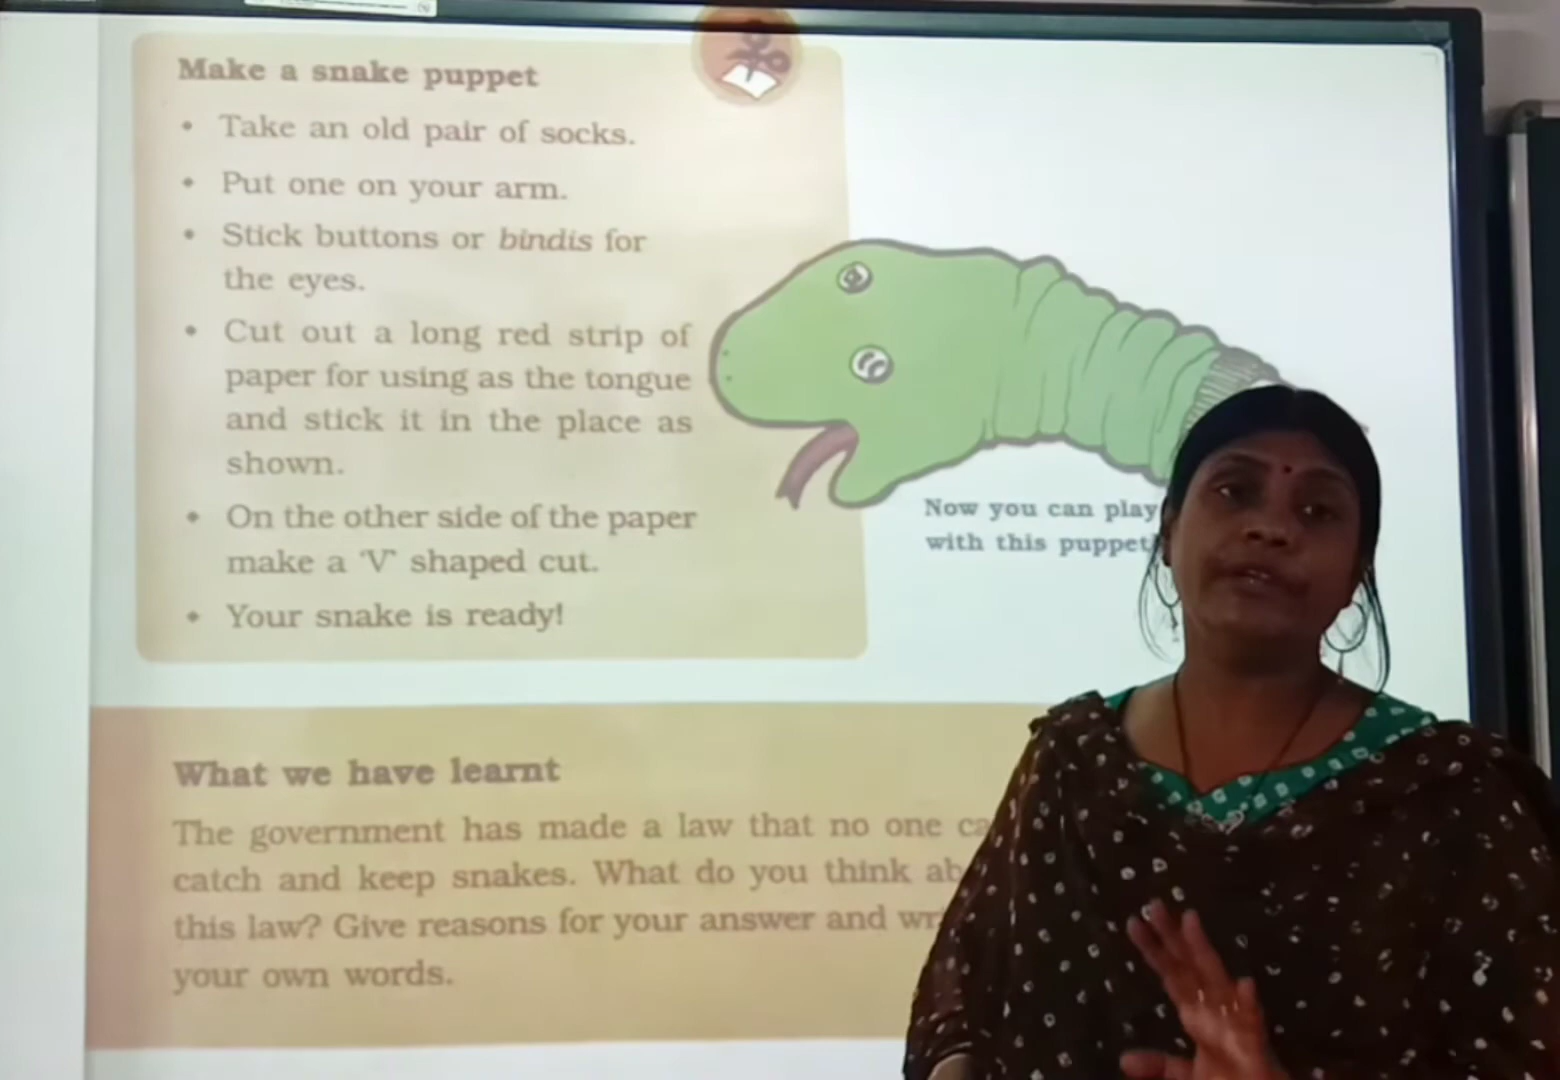 Make a snake puppet
• Take an old pair of socks.
• Put one on your arm.
• Stick buttons or bindis for
the eyes.
• Cut out a long red strip of
paper for using as the tongue
and stick it in the place as
shown.
• On the other side of the paper
make a 'V' shaped cut.
• Your snake is ready!
Now you can play
with this puppet
What we have learnt
The government has made a law that no one
catch and keep snakes. What do you think
this law? Give reasons for your answer and
your own words.